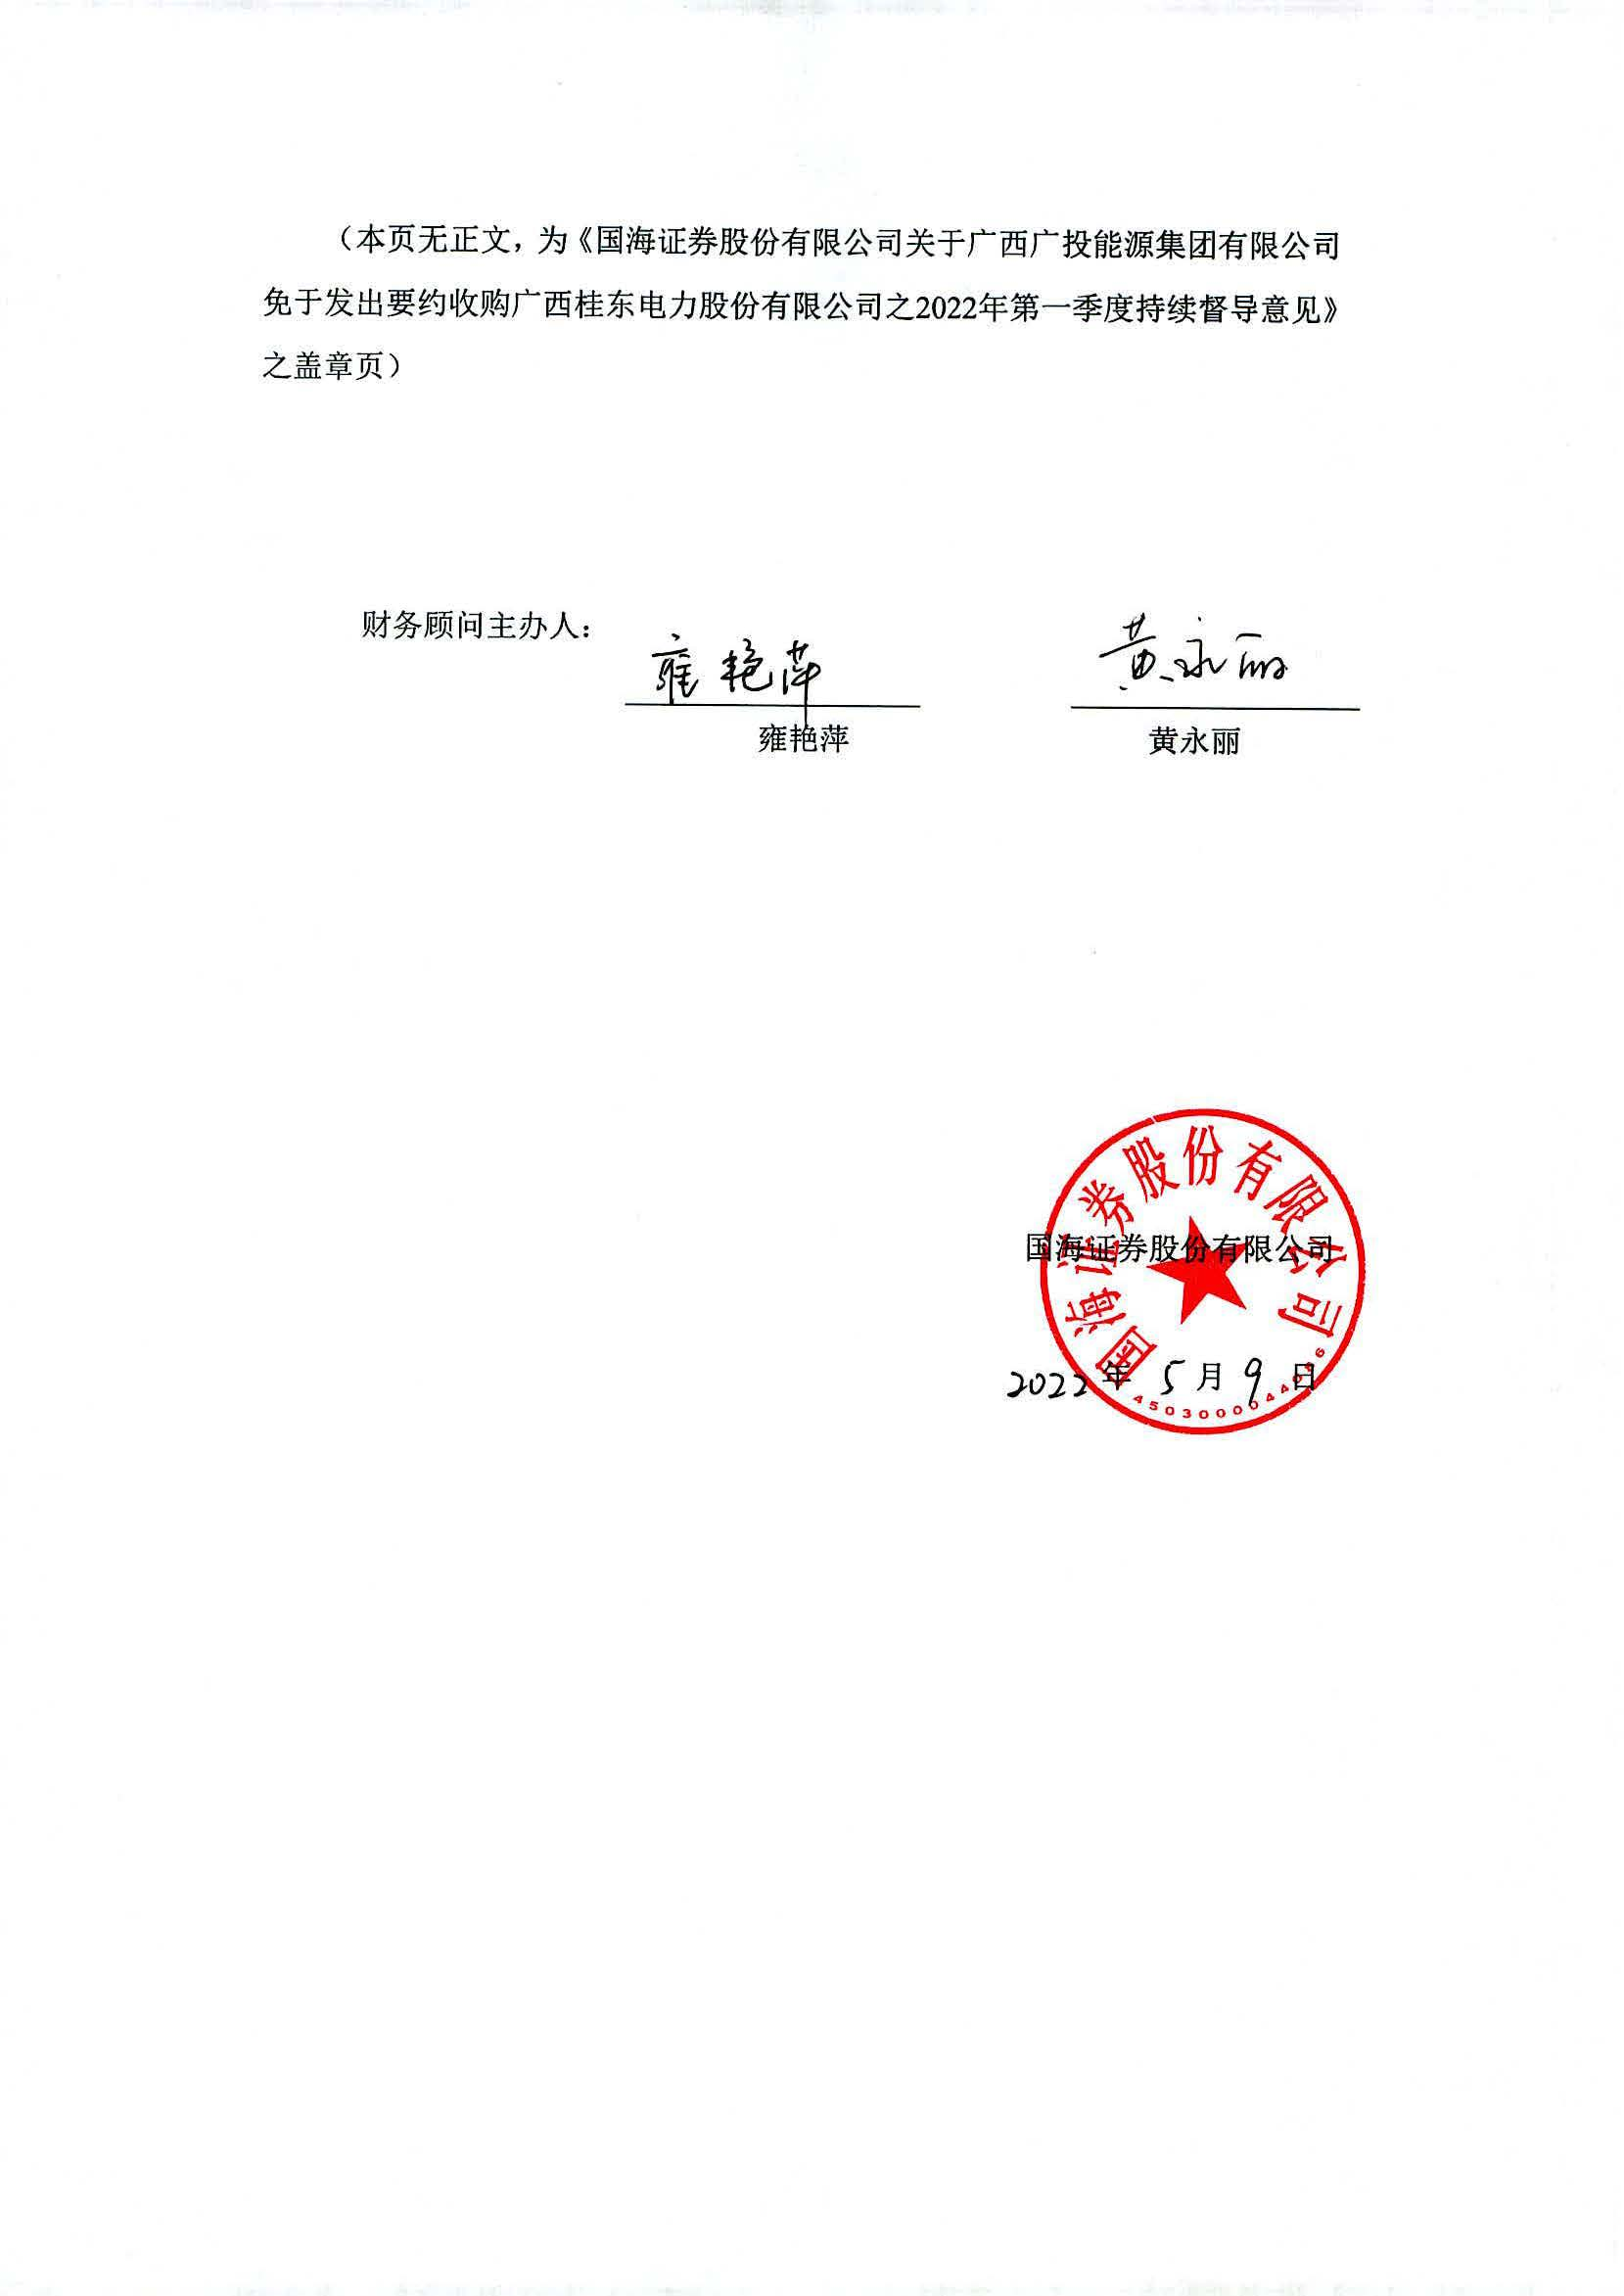 （本页无正文，为《国海证券股份有限公司关于广西广投能源集团有限公司
免于发出要约收购广西桂东电力股份有限公司之2022年第一季度持续督导意见》
之盖章页）
财务顾问主办人：
雍艳萍 黄永丽
雍艳萍 黄永丽
国海证券股份有限公司
国海证券股份有限公司
2022年5月9日